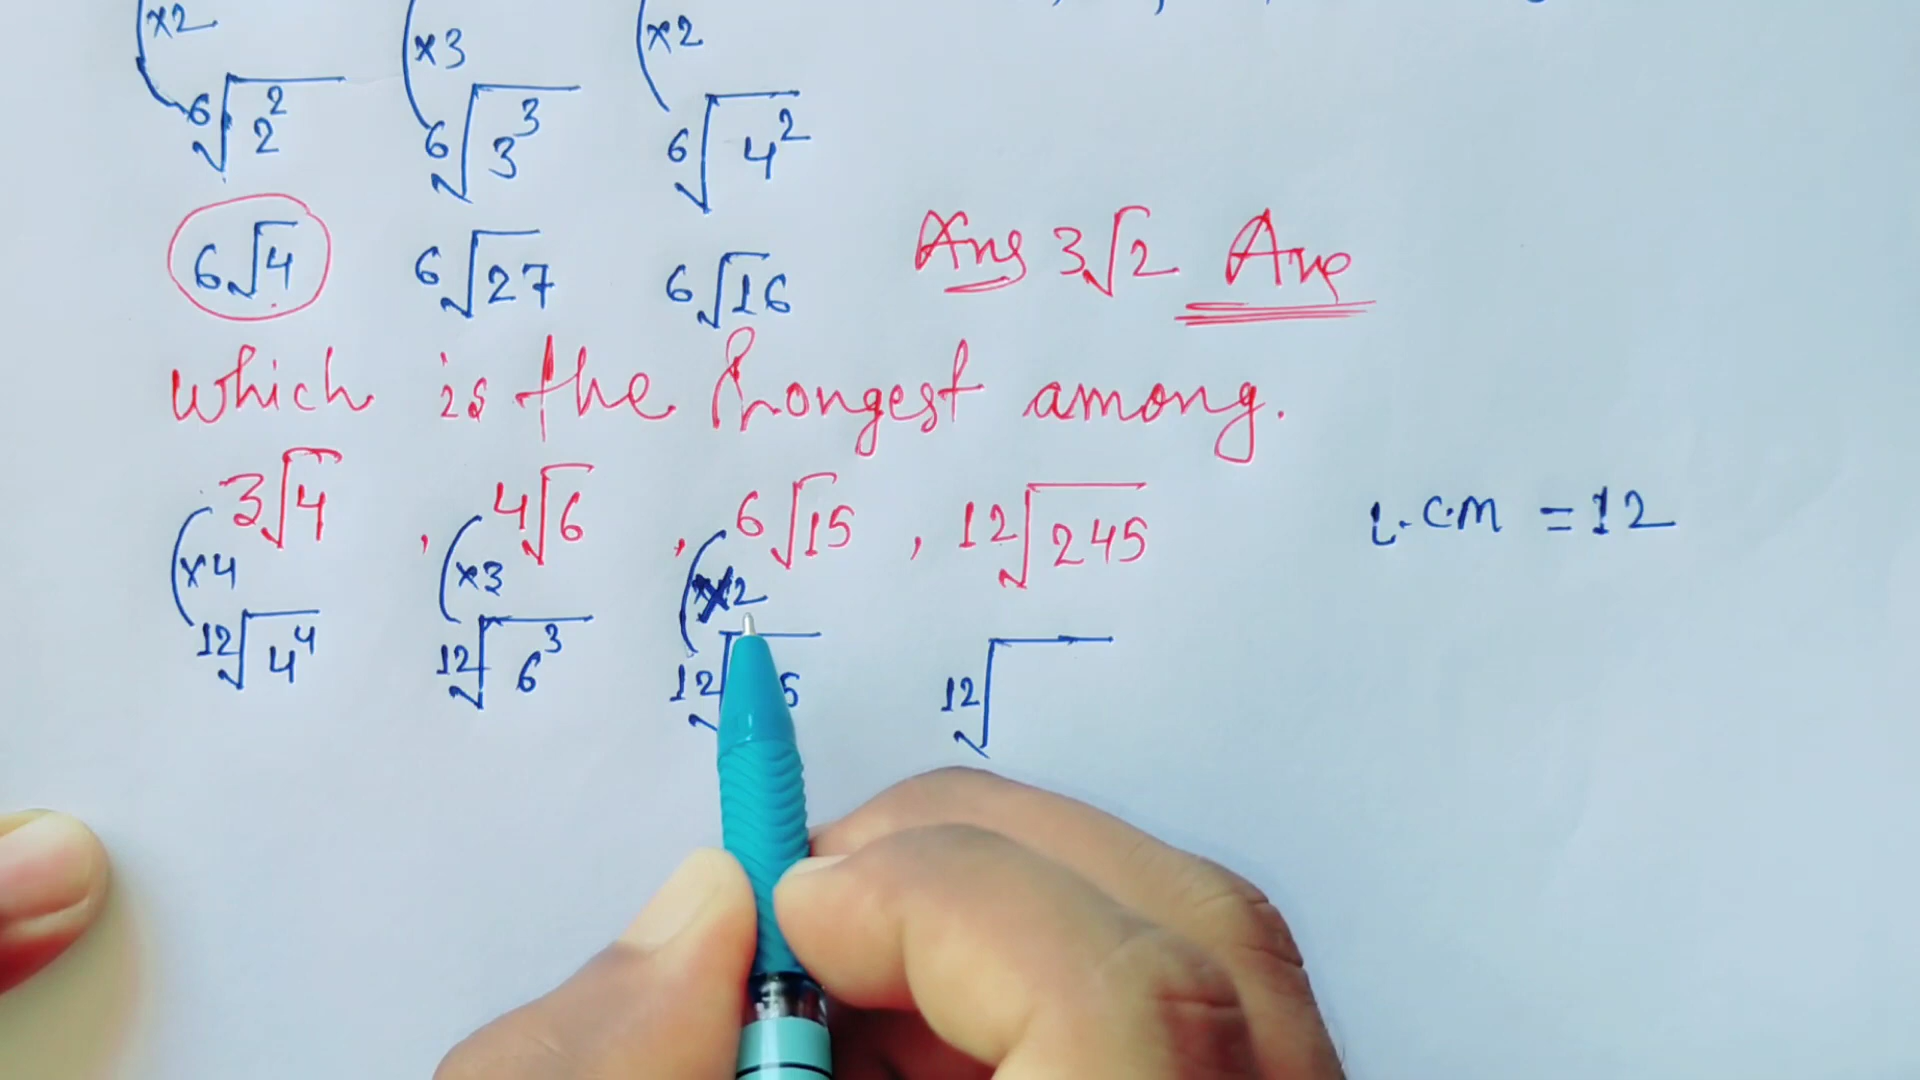 ×2 ×3 ×2
⁶√2² ⁶√3³ ⁶√4²
6√4 6√27 6√16 Ans 3√2 Ans
which is the longest among.
3√4 , 4√6 , 6√15 , 12√245 L.C.M = 12
×4 ×3 ×2
12√4⁴ 12√6³ 12√ 5 12√